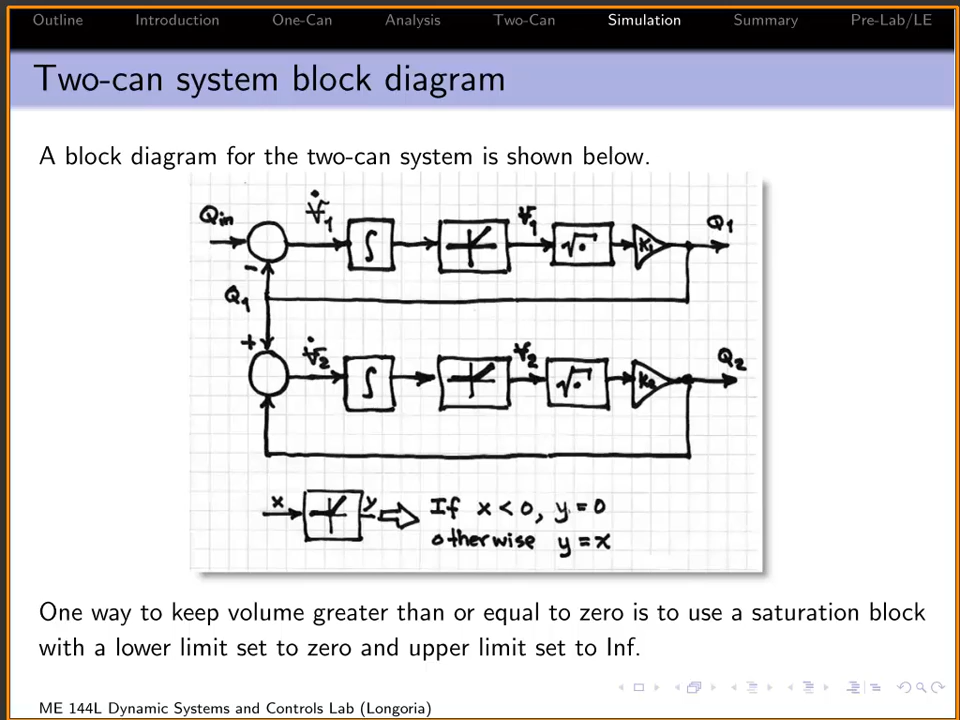 Outline Introduction One-Can Analysis Two-Can Simulation Summary Pre-Lab/LE
Two-can system block diagram
A block diagram for the two-can system is shown below.
Qin V̇1 ∫ V1 √· K1 Q1
-
Q1
+ V̇2 ∫ V2 √· K2 Q2
x y ⇒ If x < 0, y = 0
otherwise y = x
One way to keep volume greater than or equal to zero is to use a saturation block
with a lower limit set to zero and upper limit set to Inf.
ME 144L Dynamic Systems and Controls Lab (Longoria)